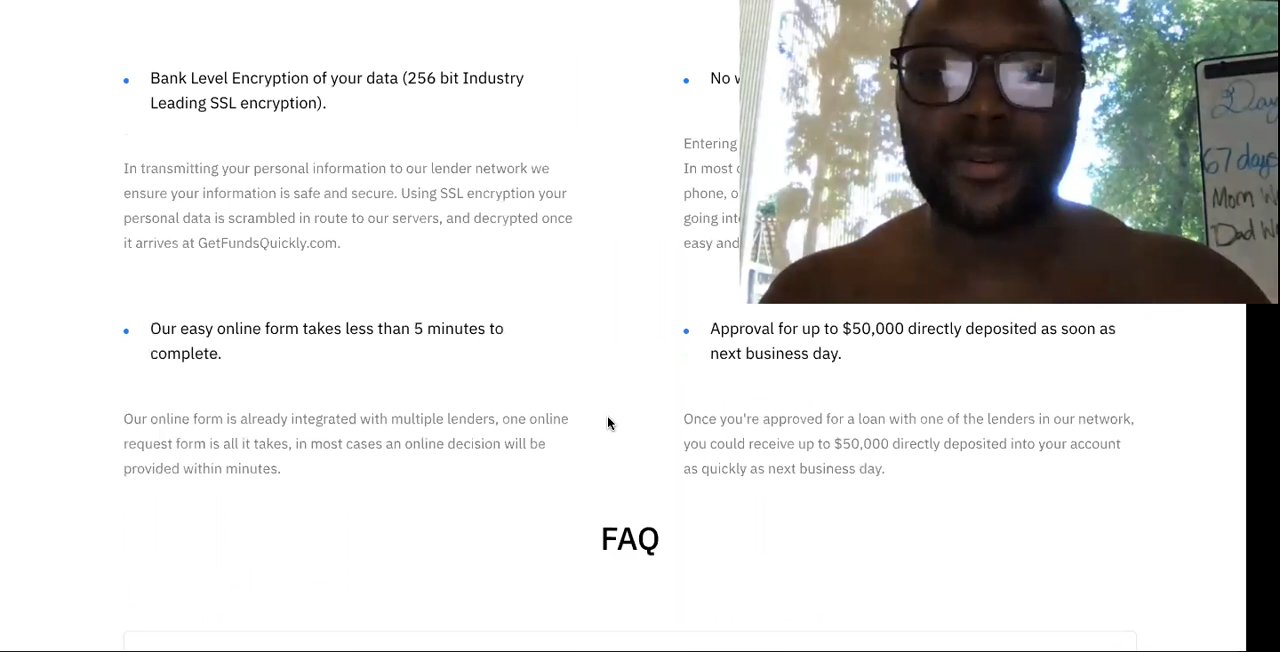 Bank Level Encryption of your data (256 bit Industry
Leading SSL encryption).
In transmitting your personal information to our lender network we
ensure your information is safe and secure. Using SSL encryption your
personal data is scrambled in route to our servers, and decrypted once
it arrives at GetFundsQuickly.com.
No
Entering
In most
phone,
going
easy and
Our easy online form takes less than 5 minutes to
complete.
Our online form is already integrated with multiple lenders, one online
request form is all it takes, in most cases an online decision will be
provided within minutes.
Approval for up to $50,000 directly deposited as soon as
next business day.
Once you're approved for a loan with one of the lenders in our network,
you could receive up to $50,000 directly deposited into your account
as quickly as next business day.
FAQ
Day
67 days
Mom W
Dad W